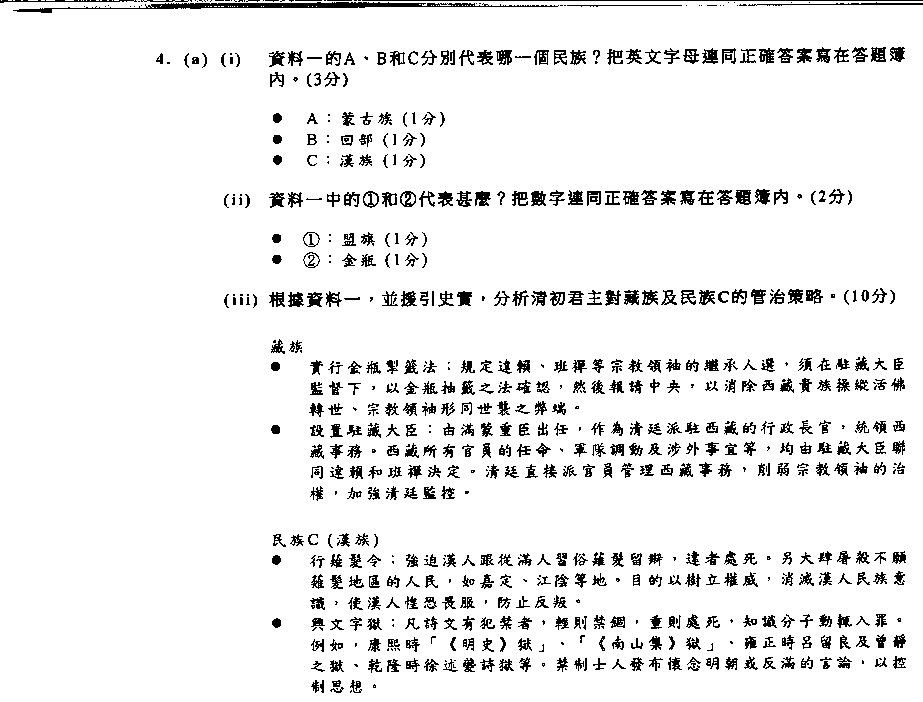 4. (a) (i) 資料一的A、B和C分別代表哪一個民族？把英文字母連同正確答案寫在答題簿
內。(3分)
● A：蒙古族 (1分)
● B：回部 (1分)
● C：漢族 (1分)
(ii) 資料一中的①和②代表甚麼？把數字連同正確答案寫在答題簿內。(2分)
● ①：盟旗 (1分)
● ②：金瓶 (1分)
(iii) 根據資料一，並援引史實，分析清初君主對藏族及民族C的管治策略。(10分)
藏族
● 實行金瓶掣籤法：規定達賴、班禪等宗教領袖的繼承人選，須在駐藏大臣
監督下，以金瓶抽籤之法確認，然後報請中央，以消除西藏貴族操縱活佛
轉世、宗教領袖形同世襲之弊端。
● 設置駐藏大臣：由滿蒙重臣出任，作為清廷派駐西藏的行政長官，統領西
藏事務。西藏所有官員的任命、軍隊調動及涉外事宜等，均由駐藏大臣聯
同達賴和班禪決定。清廷直接派官員管理西藏事務，削弱宗教領袖的治
權，加強清廷監控。
民族C (漢族)
● 行薙髮令：強迫漢人跟從滿人習俗薙髮留辮，違者處死。另大肆屠殺不願
薙髮地區的人民，如嘉定、江陰等地。目的以樹立權威，消滅漢人民族意
識，使漢人惶恐畏服，防止反叛。
● 興文字獄：凡詩文有犯禁者，輕則禁錮，重則處死，知識分子動輒入罪。
例如，康熙時「《明史》獄」、「《南山集》獄」、雍正時呂留良及曾靜
之獄、乾隆時徐述夔詩獄等。禁制士人發布懷念明朝或反滿的言論，以控
制思想。